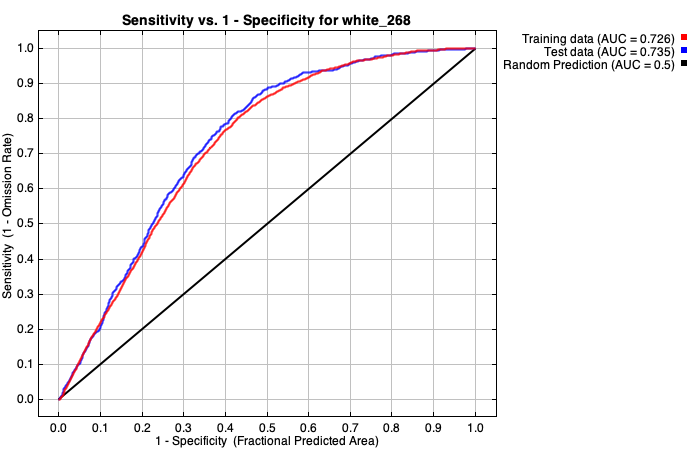 Sensitivity vs. 1 - Specificity for white_268
Training data (AUC = 0.726)
Test data (AUC = 0.735)
Random Prediction (AUC = 0.5)
Sensitivity (1 - Omission Rate)
1.0
0.9
0.8
0.7
0.6
0.5
0.4
0.3
0.2
0.1
0.0
0.0 0.1 0.2 0.3 0.4 0.5 0.6 0.7 0.8 0.9 1.0
1 - Specificity (Fractional Predicted Area)